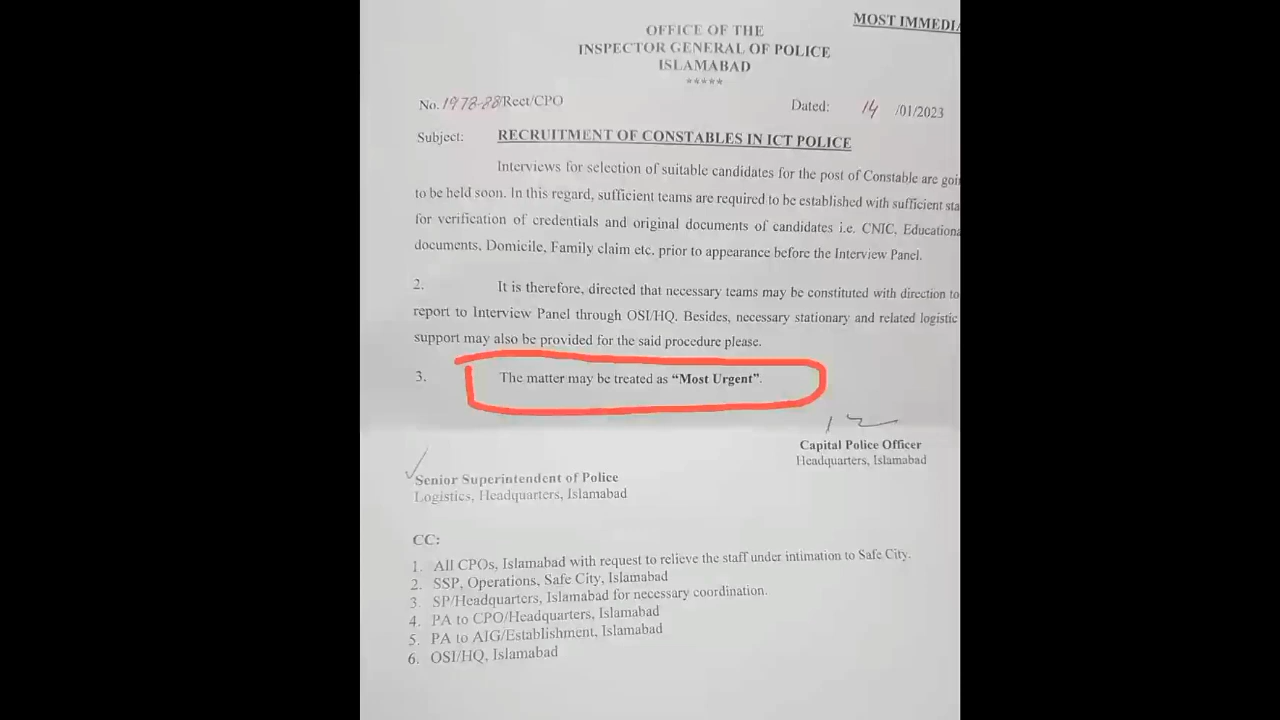 MOST IMMEDIA
OFFICE OF THE
INSPECTOR GENERAL OF POLICE
ISLAMABAD
*****
No. 1978-88/Rect/CPO Dated: 14 /01/2023
Subject: RECRUITMENT OF CONSTABLES IN ICT POLICE
Interviews for selection of suitable candidates for the post of Constable are goin
to be held soon. In this regard, sufficient teams are required to be established with sufficient sta
for verification of credentials and original documents of candidates i.e. CNIC, Educationa
documents, Domicile, Family claim etc. prior to appearance before the Interview Panel.
2. It is therefore, directed that necessary teams may be constituted with direction to
report to Interview Panel through OSI/HQ. Besides, necessary stationary and related logistic
support may also be provided for the said procedure please.
3. The matter may be treated as “Most Urgent”.
Capital Police Officer
Headquarters, Islamabad
Senior Superintendent of Police
Logistics, Headquarters, Islamabad
CC:
1. All CPOs, Islamabad with request to relieve the staff under intimation to Safe City.
2. SSP, Operations, Safe City, Islamabad
3. SP/Headquarters, Islamabad for necessary coordination.
4. PA to CPO/Headquarters, Islamabad
5. PA to AIG/Establishment, Islamabad
6. OSI/HQ, Islamabad